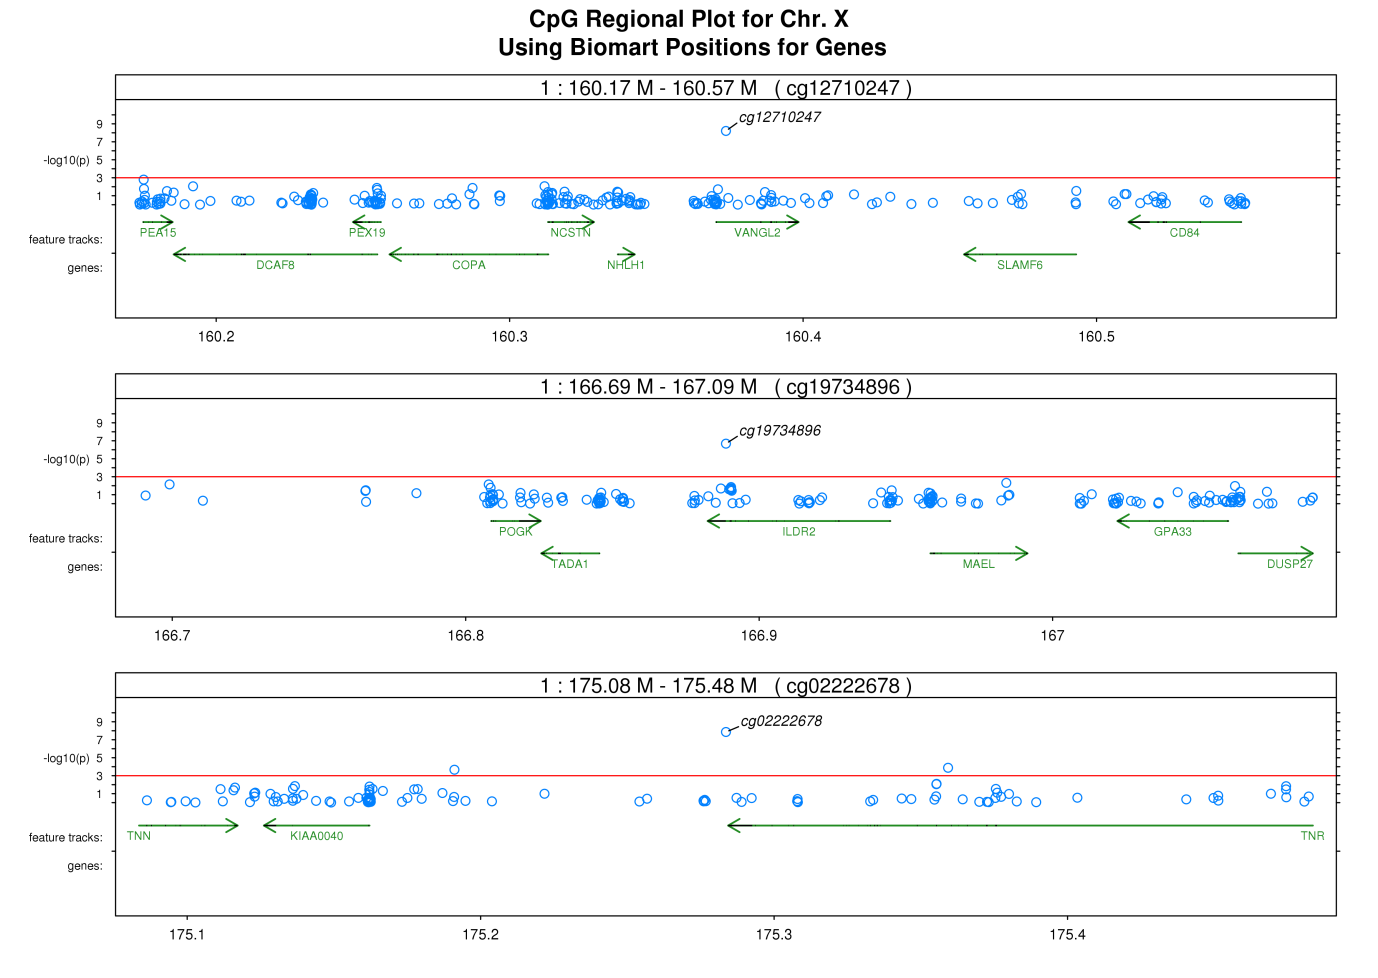 CpG Regional Plot for Chr. X
Using Biomart Positions for Genes
1 : 160.17 M - 160.57 M ( cg12710247 )
cg12710247
9
7
-log10(p) 5
3
1
PEA15 PEX19 NCSTN VANGL2 CD84
feature tracks:
DCAF8 COPA NHLH1 SLAMF6
genes:
160.2 160.3 160.4 160.5
1 : 166.69 M - 167.09 M ( cg19734896 )
cg19734896
9
7
-log10(p) 5
3
1
POGK ILDR2 GPA33
feature tracks:
TADA1 MAEL DUSP27
genes:
166.7 166.8 166.9 167
1 : 175.08 M - 175.48 M ( cg02222678 )
cg02222678
9
7
-log10(p) 5
3
1
TNN KIAA0040 TNR
feature tracks:
genes:
175.1 175.2 175.3 175.4